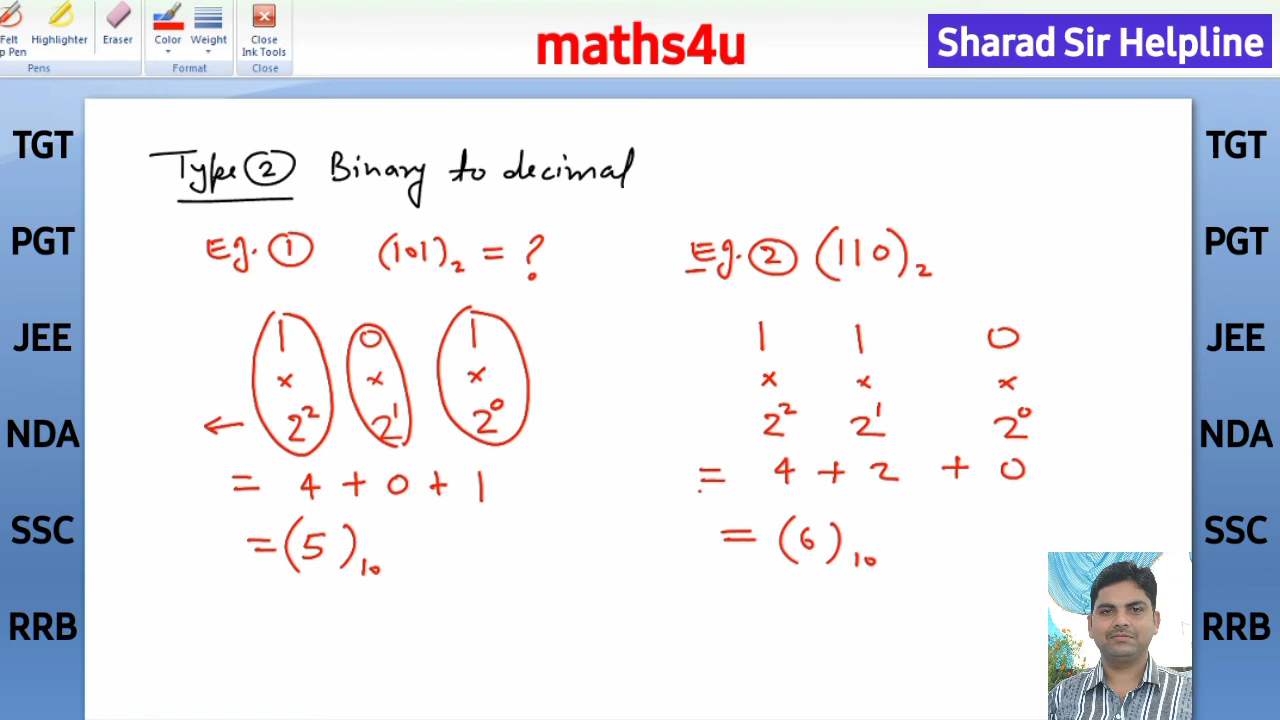 Felt
p Pen
Highlighter
Eraser
Pens
Color
Weight
Format
Close
Ink Tools
Close
maths4u
Sharad Sir Helpline
TGT
PGT
JEE
NDA
SSC
RRB
Type ② Binary to decimal
Eg. ① (101)₂ = ?
1 0 1
× × ×
← 2² 2¹ 2⁰
= 4 + 0 + 1
= (5)₁₀
Eg. ② (110)₂
1 1 0
× × ×
2² 2¹ 2⁰
= 4 + 2 + 0
= (6)₁₀
TGT
PGT
JEE
NDA
SSC
RRB